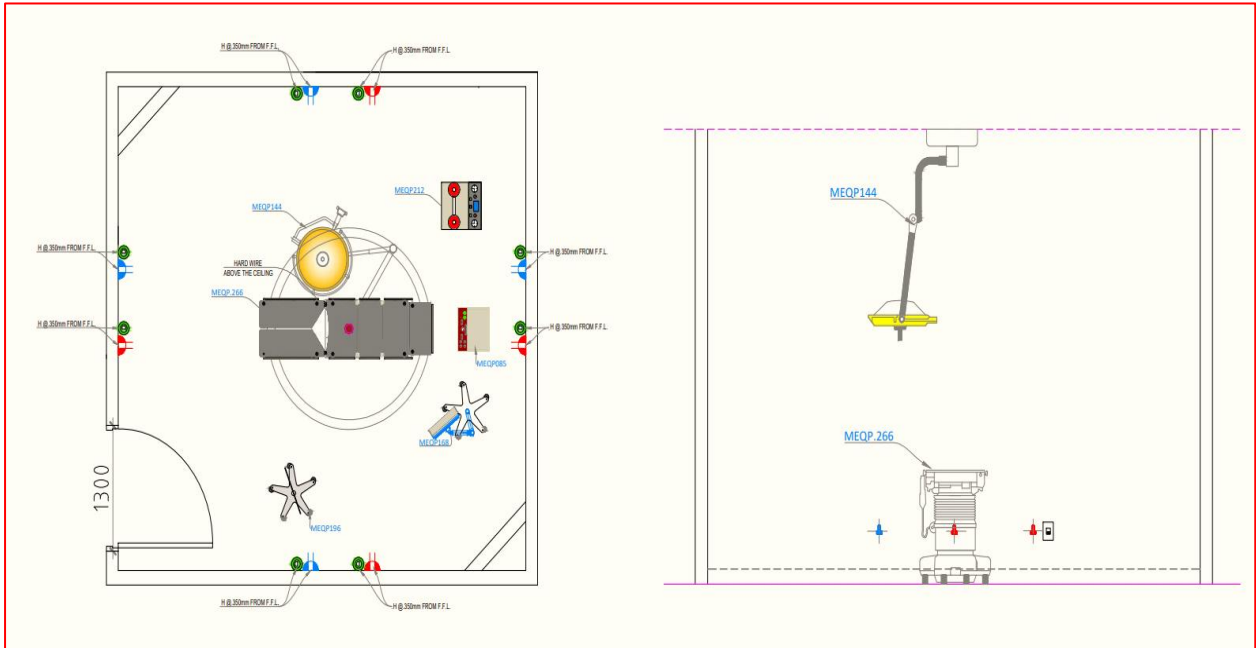 H @.350mm FROM F.F.L.
H @.350mm FROM F.F.L
MEQP212
MEQP144
H @.350mm FROM F.F.L.
H @.350mm FROM F.F.L.
HARD WIRE
ABOVE THE CEILING
MEQP.266
H @.350mm FROM F.F.L.
H @.350mm FROM F.F.L.
MEQP085
MEQP168
1300
MEQP196
H @.350mm FROM F.F.L.
H @.350mm FROM F.F.L
MEQP144
MEQP.266